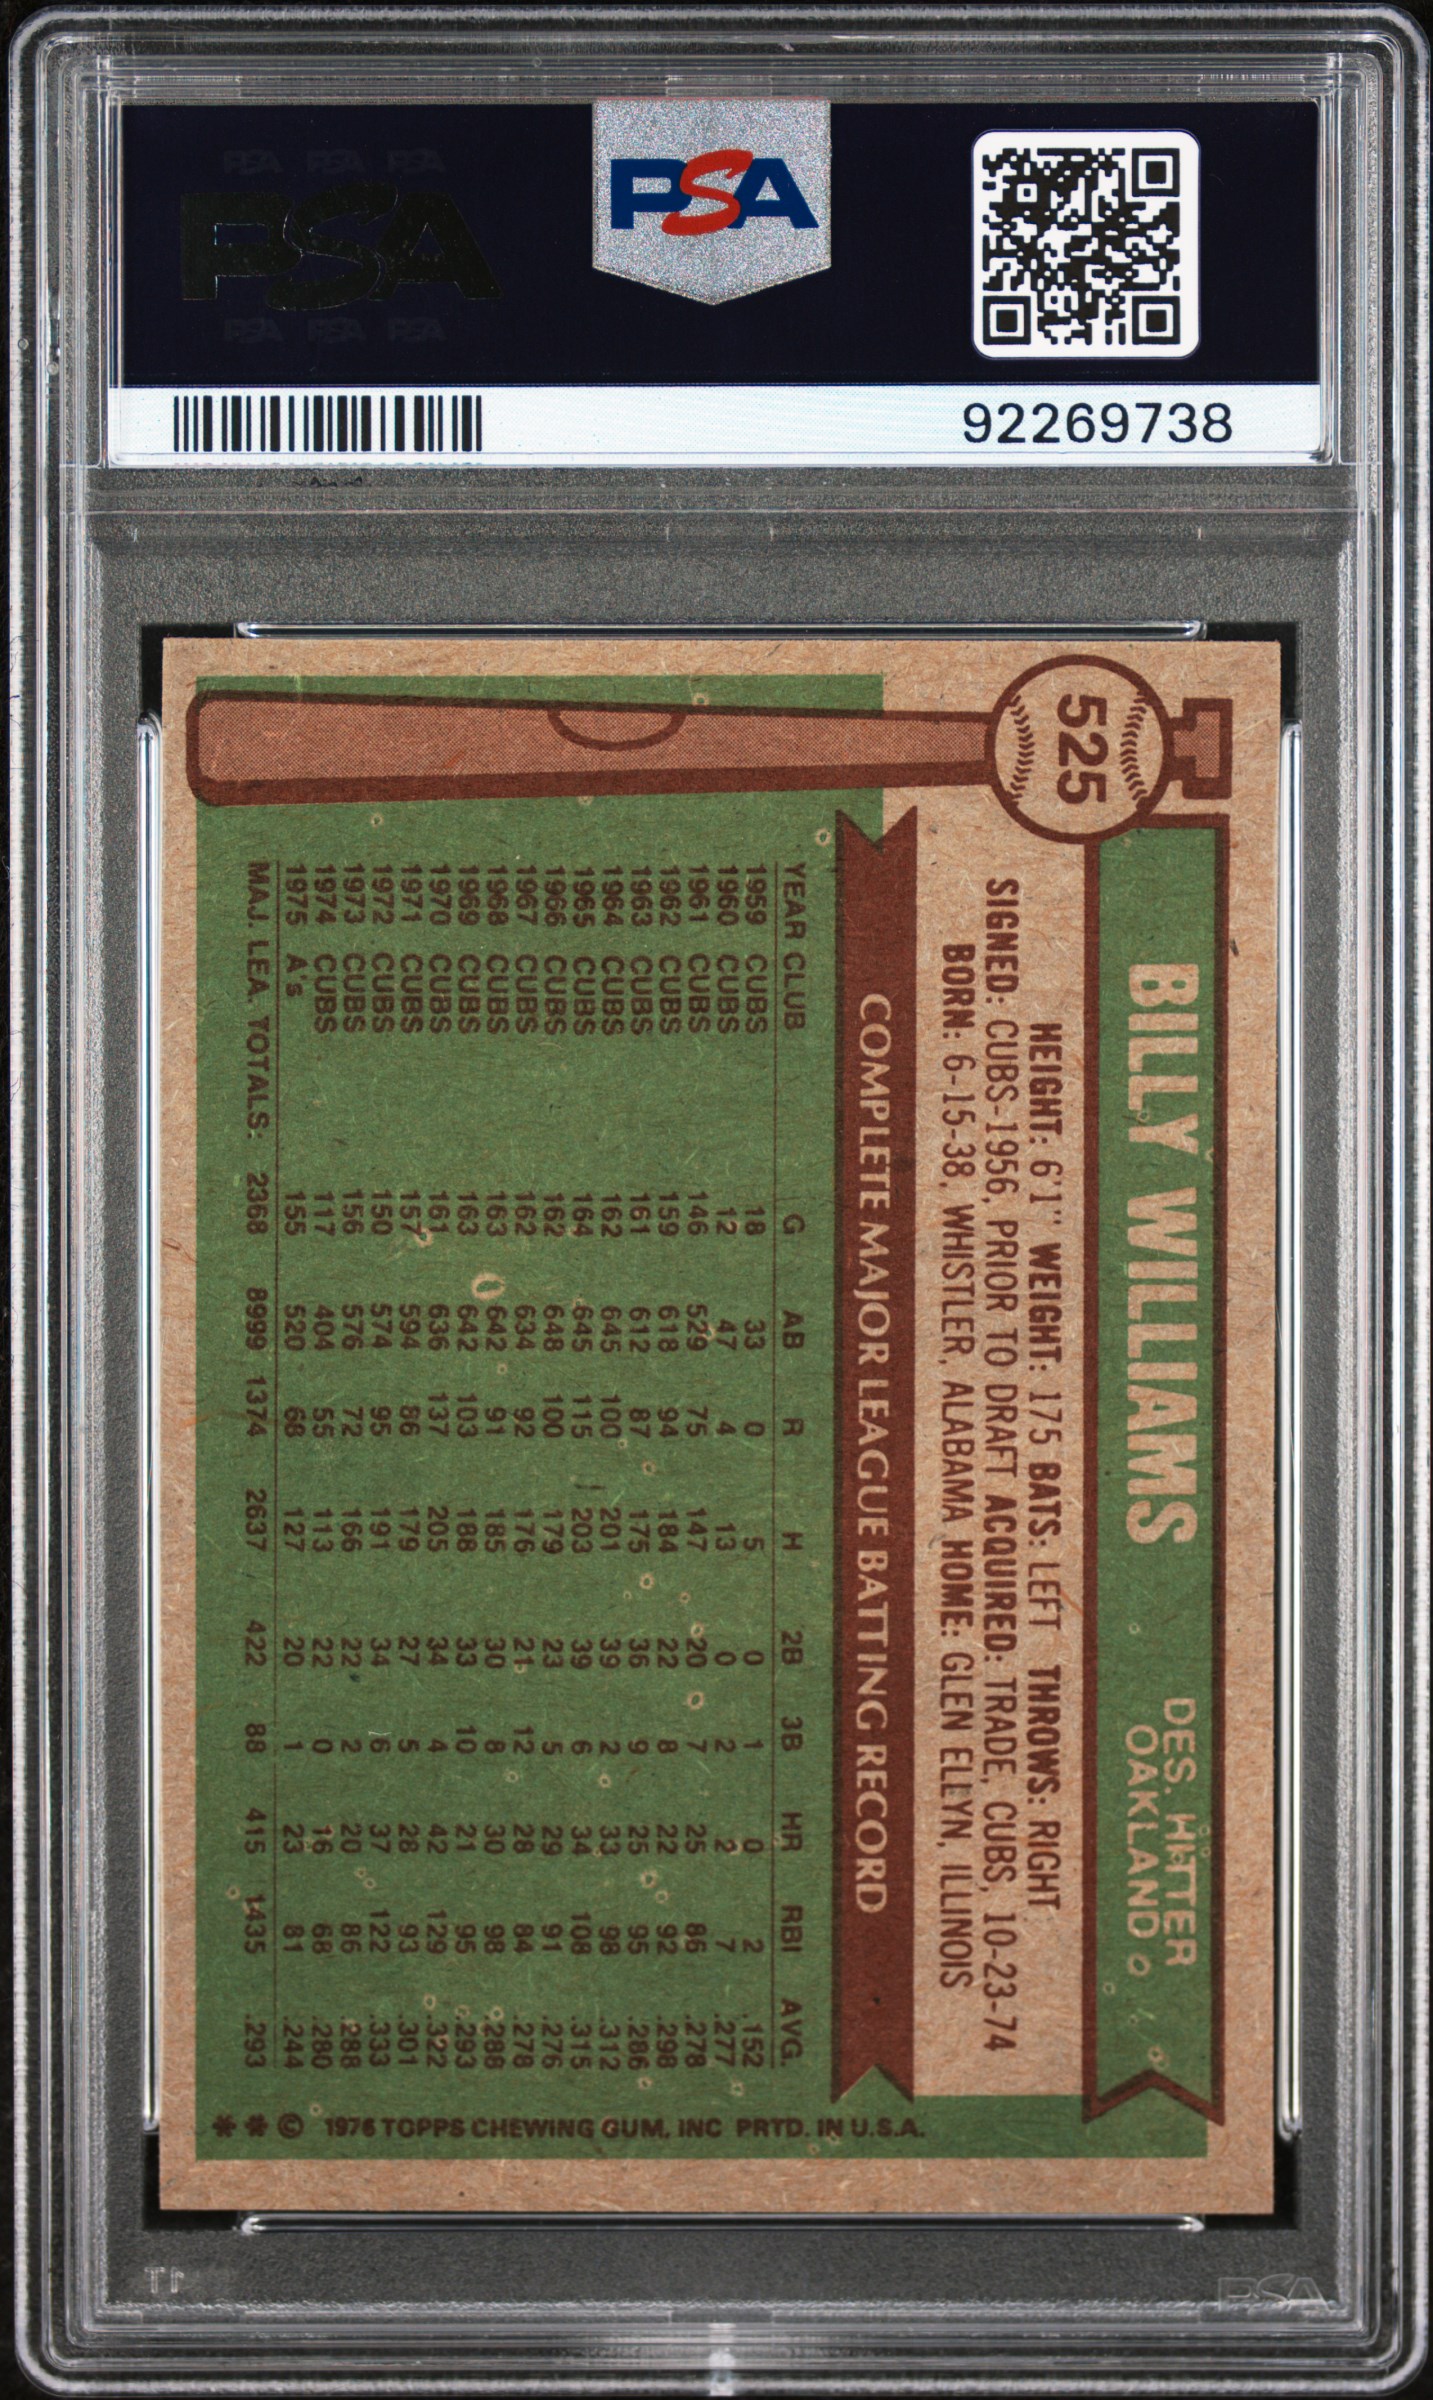 PSA PSA PSA
PSA
PSA PSA PSA
PSA
92269738
525
BILLY WILLIAMS
DES. HITTER
OAKLAND
HEIGHT: 6'1" WEIGHT: 175 BATS: LEFT THROWS: RIGHT
SIGNED: CUBS-1956, PRIOR TO DRAFT ACQUIRED: TRADE, CUBS, 10-23-74
BORN: 6-15-38, WHISTLER, ALABAMA HOME: GLEN ELLYN, ILLINOIS
COMPLETE MAJOR LEAGUE BATTING RECORD
YEAR CLUB G AB R H 2B 3B HR RBI AVG.
1959 CUBS 18 33 0 5 0 1 0 2 .152
1960 CUBS 12 47 4 13 0 2 2 7 .277
1961 CUBS 146 529 75 147 20 7 25 86 .278
1962 CUBS 159 618 94 184 22 8 22 92 .298
1963 CUBS 161 612 87 175 36 9 25 95 .286
1964 CUBS 162 645 100 201 39 2 33 98 .312
1965 CUBS 164 645 115 203 39 6 34 108 .315
1966 CUBS 162 648 100 179 23 5 29 91 .276
1967 CUBS 162 634 92 176 21 12 28 84 .278
1968 CUBS 163 642 91 185 30 8 30 98 .288
1969 CUBS 163 642 103 188 33 10 21 95 .293
1970 CUBS 161 636 137 205 34 4 42 129 .322
1971 CUBS 157 594 86 179 27 5 28 93 .301
1972 CUBS 150 574 95 191 34 6 37 122 .333
1973 CUBS 156 576 72 166 22 2 20 86 .288
1974 CUBS 117 404 55 113 22 0 16 68 .280
1975 A's 155 520 68 127 20 1 23 81 .244
MAJ. LEA. TOTALS: 2368 8999 1374 2637 422 88 415 1435 .293
** © 1976 TOPPS CHEWING GUM, INC PRTD. IN U.S.A.
PSA